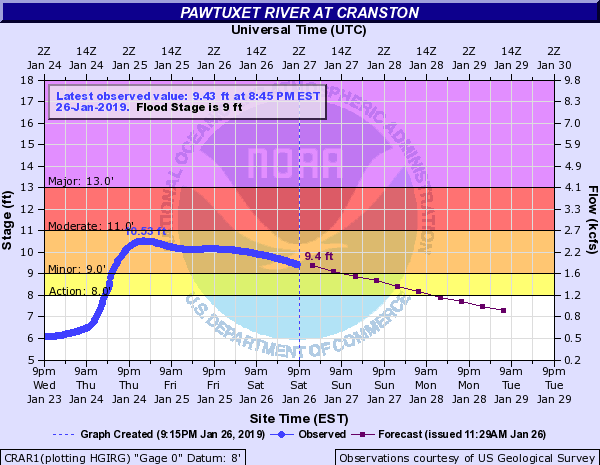 PAWTUXET RIVER AT CRANSTON
Universal Time (UTC)
2Z 14Z 2Z 14Z 2Z 14Z 2Z 14Z 2Z 14Z 2Z 14Z 2Z
Jan 24 Jan 24 Jan 25 Jan 25 Jan 26 Jan 26 Jan 27 Jan 27 Jan 28 Jan 28 Jan 29 Jan 29 Jan 30
Latest observed value: 9.43 ft at 8:45 PM EST
26-Jan-2019. Flood Stage is 9 ft
18 9.8
17 8.3
16 7.0
15 5.9
14 4.9
13 4.1
12 3.3
11 2.7
10 2.2
9 1.6
8 1.2
7 0.8
6 0.5
5 0.2
Stage (ft)
Flow (kcfs)
NATIONAL OCEANIC AND ATMOSPHERIC ADMINISTRATION
NOAA
U.S. DEPARTMENT OF COMMERCE
Major: 13.0'
Moderate: 11.0'
10.53 ft
Minor: 9.0'
9.4 ft
Action: 8.0'
9pm 9am 9pm 9am 9pm 9am 9pm 9am 9pm 9am 9pm 9am 9pm
Wed Thu Thu Fri Fri Sat Sat Sun Sun Mon Mon Tue Tue
Jan 23 Jan 24 Jan 24 Jan 25 Jan 25 Jan 26 Jan 26 Jan 27 Jan 27 Jan 28 Jan 28 Jan 29 Jan 29
Site Time (EST)
Graph Created (9:15PM Jan 26, 2019) Observed Forecast (issued 11:29AM Jan 26)
CRAR1(plotting HGIRG) "Gage 0" Datum: 8' Observations courtesy of US Geological Survey